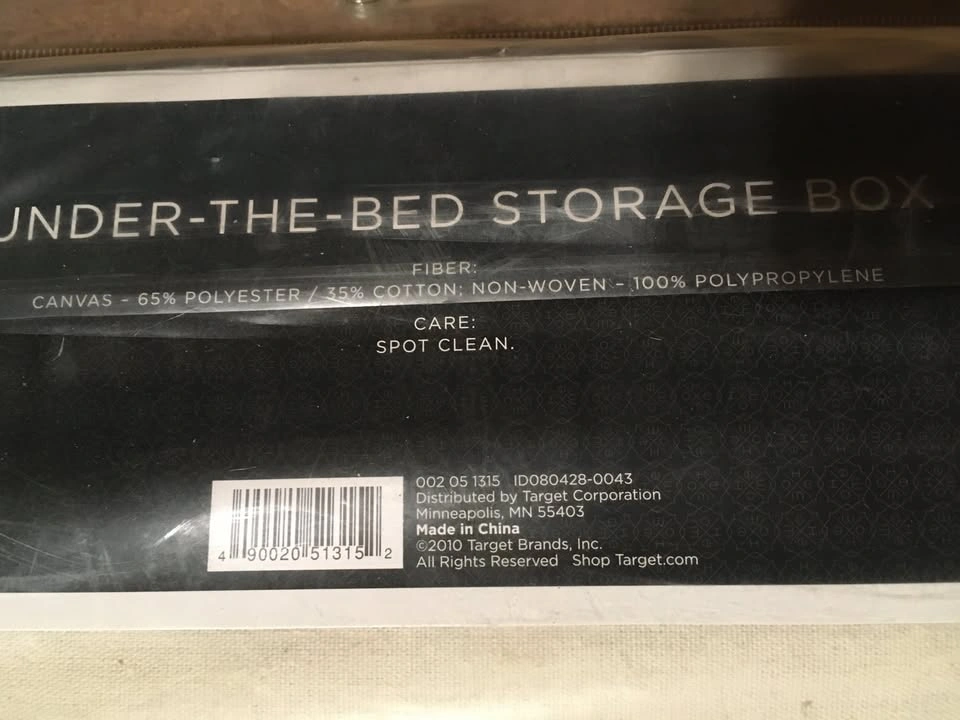 UNDER-THE-BED STORAGE BOX
FIBER:
CANVAS – 65% POLYESTER / 35% COTTON; NON-WOVEN – 100% POLYPROPYLENE
CARE:
SPOT CLEAN.
002 05 1315 ID080428-0043
Distributed by Target Corporation
Minneapolis, MN 55403
Made in China
©2010 Target Brands, Inc.
All Rights Reserved Shop Target.com
4 90020 51315 2